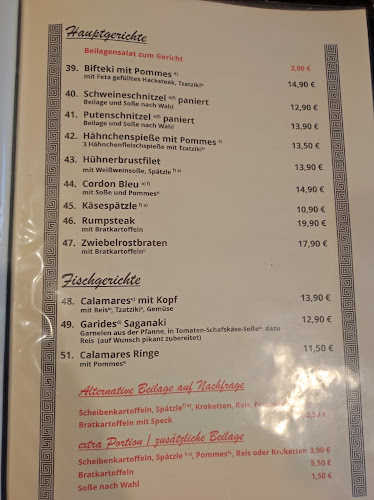 Hauptgerichte
Beilagensalat zum Gericht 2,00 €
39. Bifteki mit Pommes
mit Feta gefülltes Hacksteak, Tzatziki 14,90 €
40. Schweineschnitzel paniert
Beilage und Soße nach Wahl 12,90 €
41. Putenschnitzel paniert
Beilage und Soße nach Wahl 13,90 €
42. Hähnchenspieße mit Pommes
3 Hähnchenfleischspieße mit Tzatziki 13,50 €
43. Hühnerbrustfilet
mit Weißweinsoße, Spätzle 13,90 €
44. Cordon Bleu
mit Soße und Pommes 14,90 €
45. Käsespätzle 10,90 €
46. Rumpsteak 19,90 €
mit Bratkartoffeln
47. Zwiebelrostbraten 17,90 €
mit Bratkartoffeln
Fischgerichte
48. Calamares mit Kopf 13,90 €
mit Reis, Tzatziki, Gemüse
49. Garides Saganaki 12,90 €
Garnelen aus der Pfanne, in Tomaten-Schafskäse-Soße dazu
Reis (auf Wunsch pikant zubereitet)
51. Calamares Ringe 11,50 €
mit Pommes
Alternative Beilage auf Nachfrage
Scheibenkartoffeln, Spätzle, Kroketten, Reis,
Bratkartoffeln mit Speck
extra Portion / zusätzliche Beilage
Scheibenkartoffeln, Spätzle, Pommes, Reis oder Kroketten 3,90 €
Bratkartoffeln 5,50 €
Soße nach Wahl 1,50 €